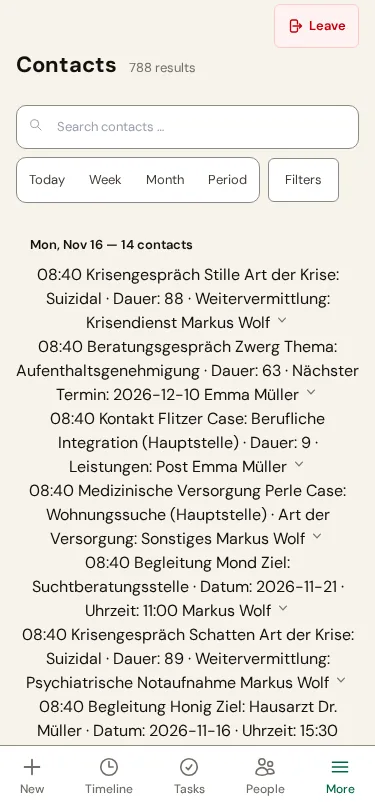 Leave
Contacts 788 results
Search contacts ...
Today Week Month Period Filters
Mon, Nov 16 — 14 contacts
08:40 Krisengespräch Stille Art der Krise:
Suizidal · Dauer: 88 · Weitervermittlung:
Krisendienst Markus Wolf
08:40 Beratungsgespräch Zwerg Thema:
Aufenthaltsgenehmigung · Dauer: 63 · Nächster
Termin: 2026-12-10 Emma Müller
08:40 Kontakt Flitzer Case: Berufliche
Integration (Hauptstelle) · Dauer: 9 ·
Leistungen: Post Emma Müller
08:40 Medizinische Versorgung Perle Case:
Wohnungssuche (Hauptstelle) · Art der
Versorgung: Sonstiges Markus Wolf
08:40 Begleitung Mond Ziel:
Suchtberatungsstelle · Datum: 2026-11-21 ·
Uhrzeit: 11:00 Markus Wolf
08:40 Krisengespräch Schatten Art der Krise:
Suizidal · Dauer: 89 · Weitervermittlung:
Psychiatrische Notaufnahme Markus Wolf
08:40 Begleitung Honig Ziel: Hausarzt Dr.
Müller · Datum: 2026-11-16 · Uhrzeit: 15:30
New Timeline Tasks People More